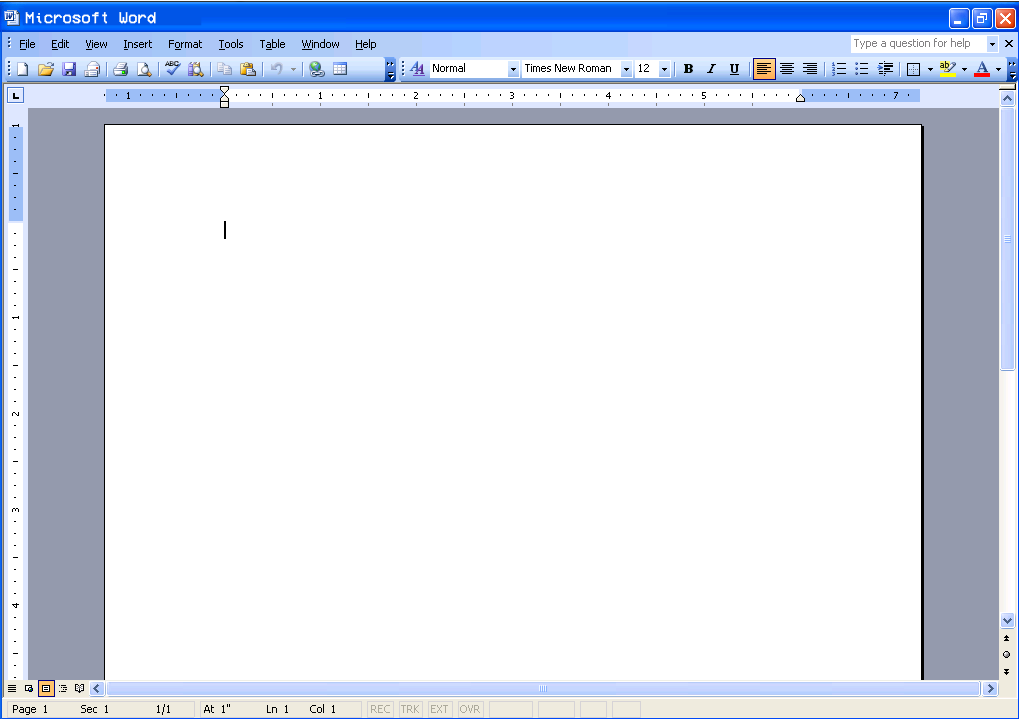 Microsoft Word
File Edit View Insert Format Tools Table Window Help Type a question for help
ABC Normal Times New Roman 12 B I U ab A
1 1 2 3 4 5 7
1
1
2
3
4
Page 1 Sec 1 1/1 At 1" Ln 1 Col 1 REC TRK EXT OVR